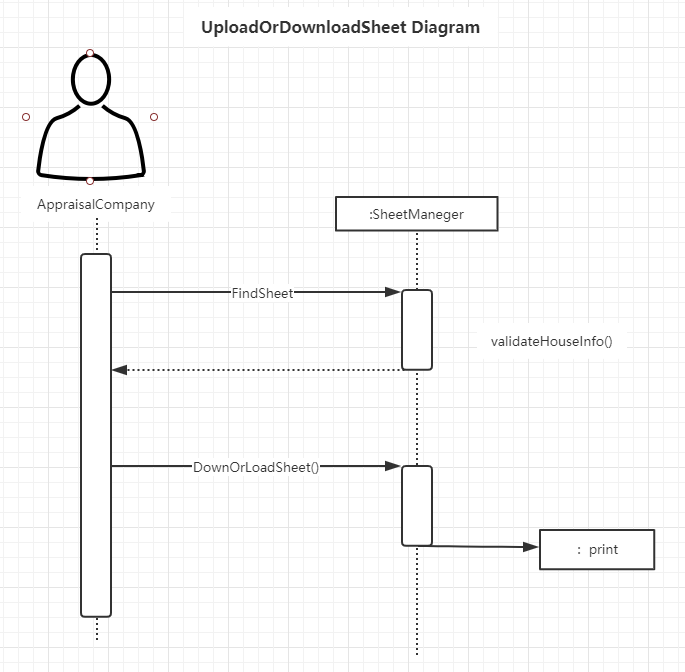 UploadOrDownloadSheet Diagram
AppraisalCompany
:SheetManeger
FindSheet
validateHouseInfo()
DownOrLoadSheet()
: print